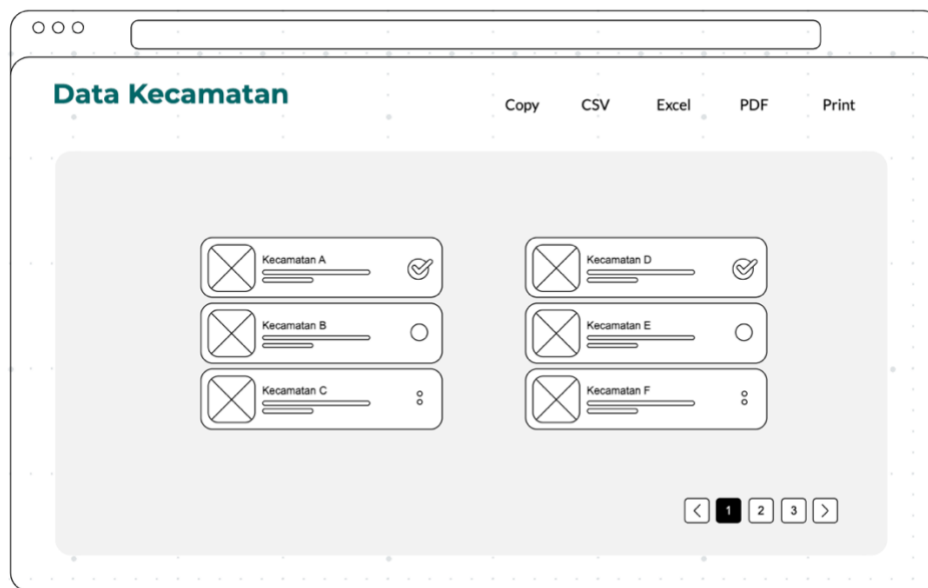 Data Kecamatan
Copy CSV Excel PDF Print
Kecamatan A
Kecamatan B
Kecamatan C
Kecamatan D
Kecamatan E
Kecamatan F
1 2 3